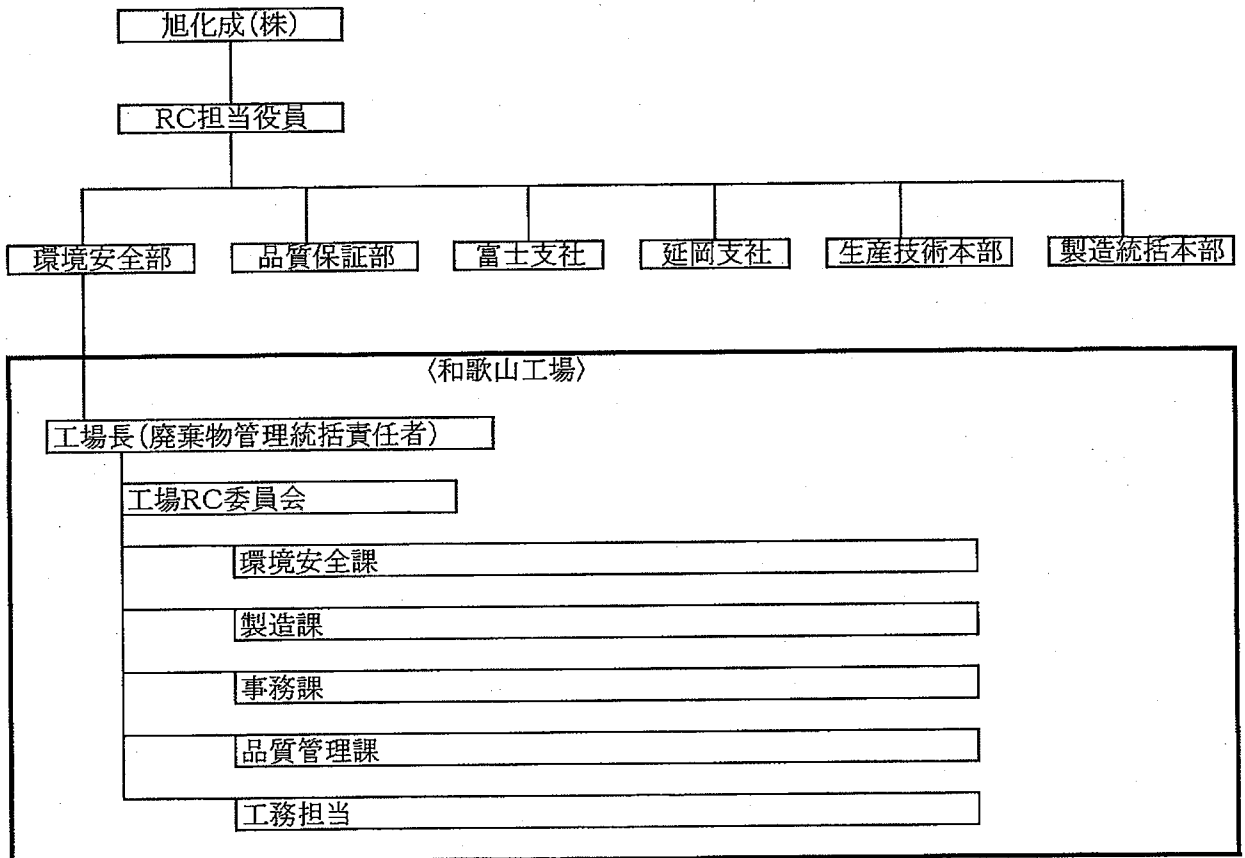 旭化成(株)
RC担当役員
環境安全部
品質保証部
富士支社
延岡支社
生産技術本部
製造統括本部
〈和歌山工場〉
工場長(廃棄物管理統括責任者)
工場RC委員会
環境安全課
製造課
事務課
品質管理課
工務担当